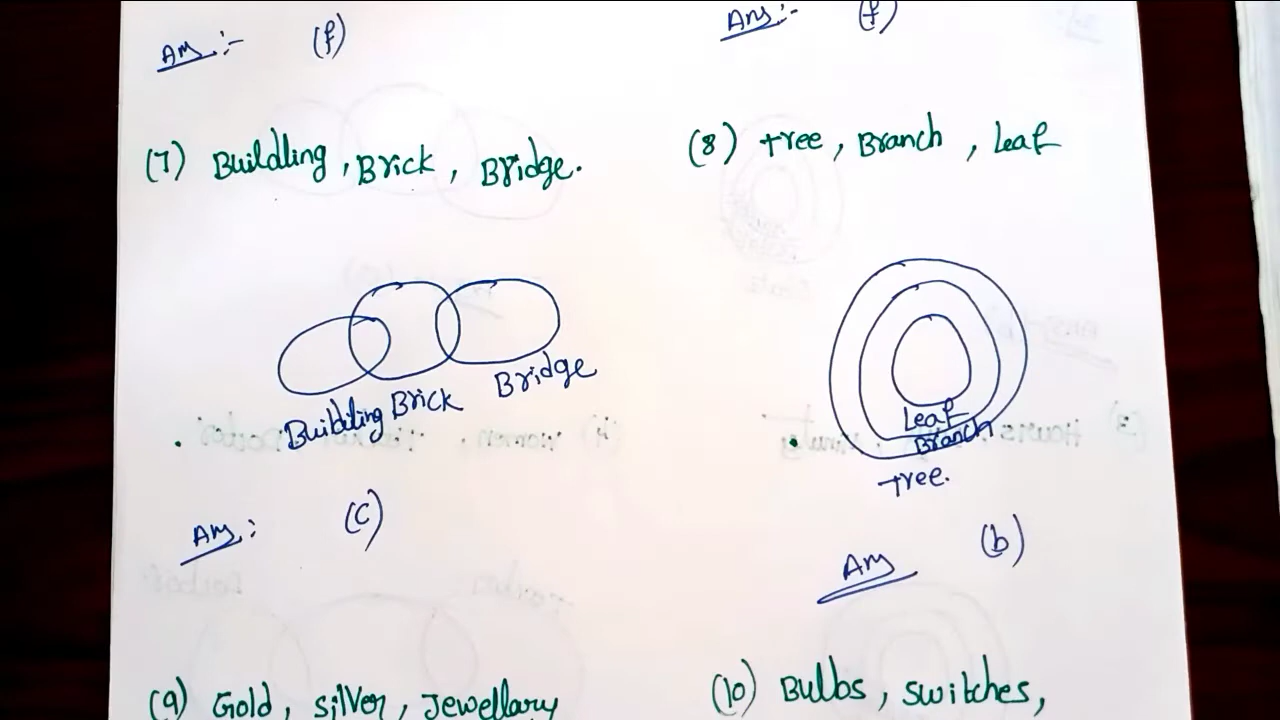 Ans:- (f)
Ans:- (f)
(7) Buildling, Brick, Bridge.
(8) Tree, Branch, Leaf
Building Brick Bridge
Leaf
Branch
Tree.
Ans: (C)
Ans (b)
(9) Gold, Silver, Jewellary
(10) Bulbs, Switches,